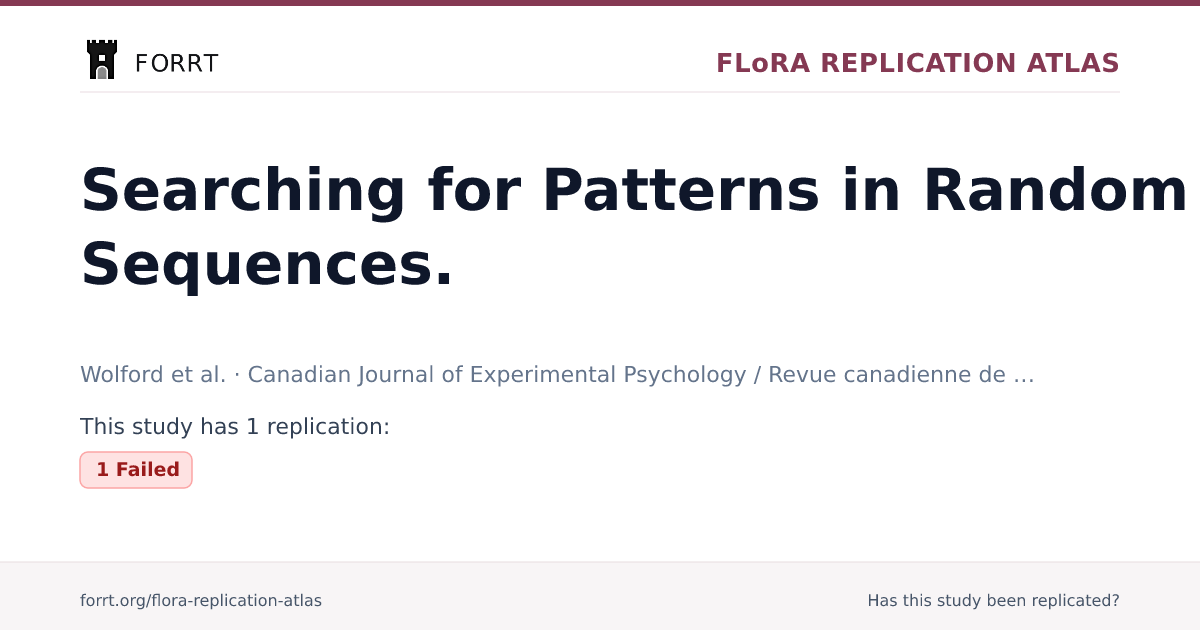 FORRT
FLoRA REPLICATION ATLAS
Searching for Patterns in Random
Sequences.
Wolford et al. · Canadian Journal of Experimental Psychology / Revue canadienne de ...
This study has 1 replication:
1 Failed
forrt.org/flora-replication-atlas
Has this study been replicated?